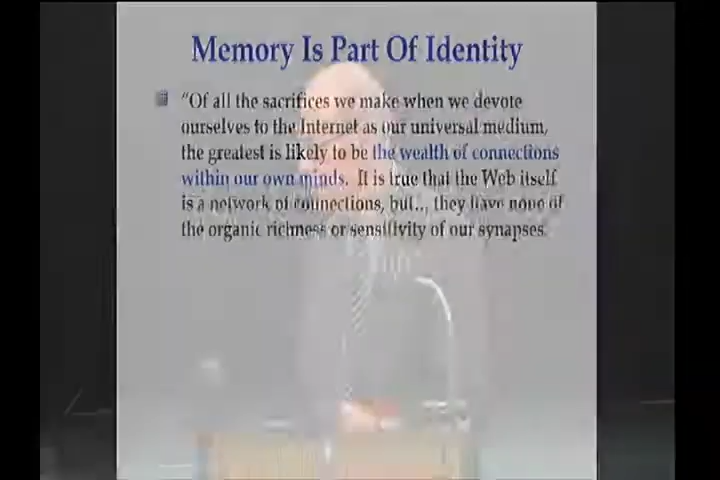 Memory Is Part Of Identity
"Of all the sacrifices we make when we devote
ourselves to the Internet as our universal medium,
the greatest is likely to be the wealth of connections
within our own minds. It is true that the Web itself
is a network of connections, but... they have none of
the organic richness or sensitivity of our synapses.